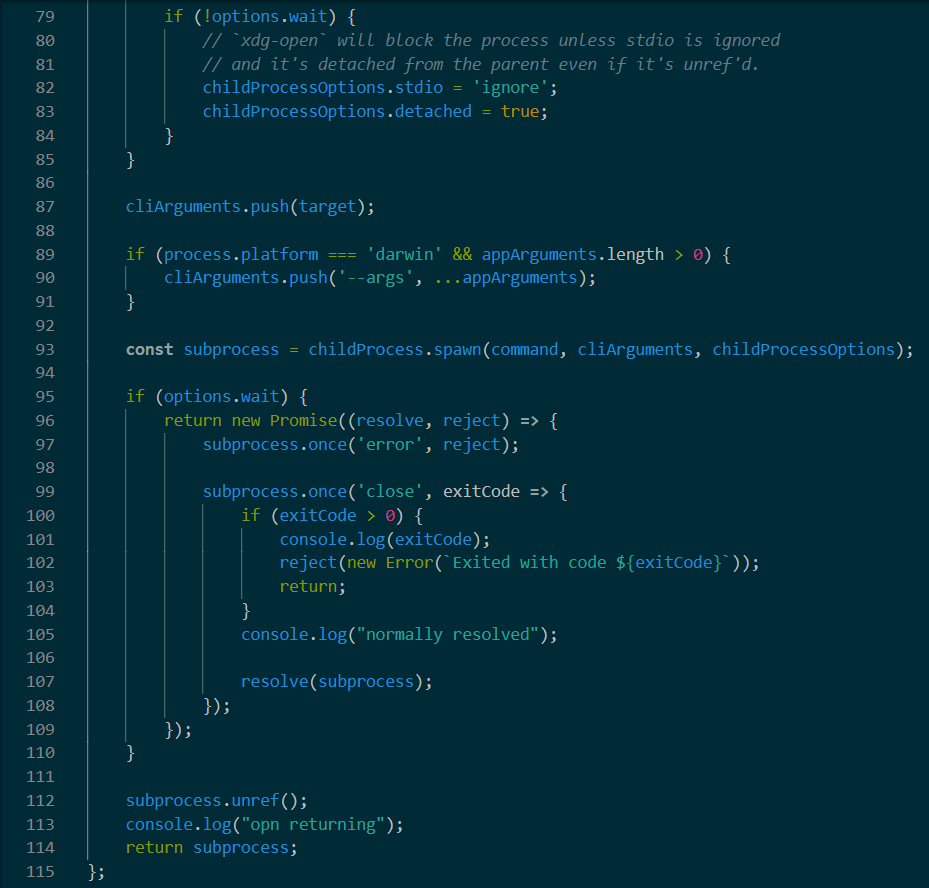 79 if (!options.wait) {
80 // `xdg-open` will block the process unless stdio is ignored
81 // and it's detached from the parent even if it's unref'd.
82 childProcessOptions.stdio = 'ignore';
83 childProcessOptions.detached = true;
84 }
85 }
86
87 cliArguments.push(target);
88
89 if (process.platform === 'darwin' && appArguments.length > 0) {
90 cliArguments.push('--args', ...appArguments);
91 }
92
93 const subprocess = childProcess.spawn(command, cliArguments, childProcessOptions);
94
95 if (options.wait) {
96 return new Promise((resolve, reject) => {
97 subprocess.once('error', reject);
98
99 subprocess.once('close', exitCode => {
100 if (exitCode > 0) {
101 console.log(exitCode);
102 reject(new Error(`Exited with code ${exitCode}`));
103 return;
104 }
105 console.log("normally resolved");
106
107 resolve(subprocess);
108 });
109 });
110 }
111
112 subprocess.unref();
113 console.log("opn returning");
114 return subprocess;
115 };